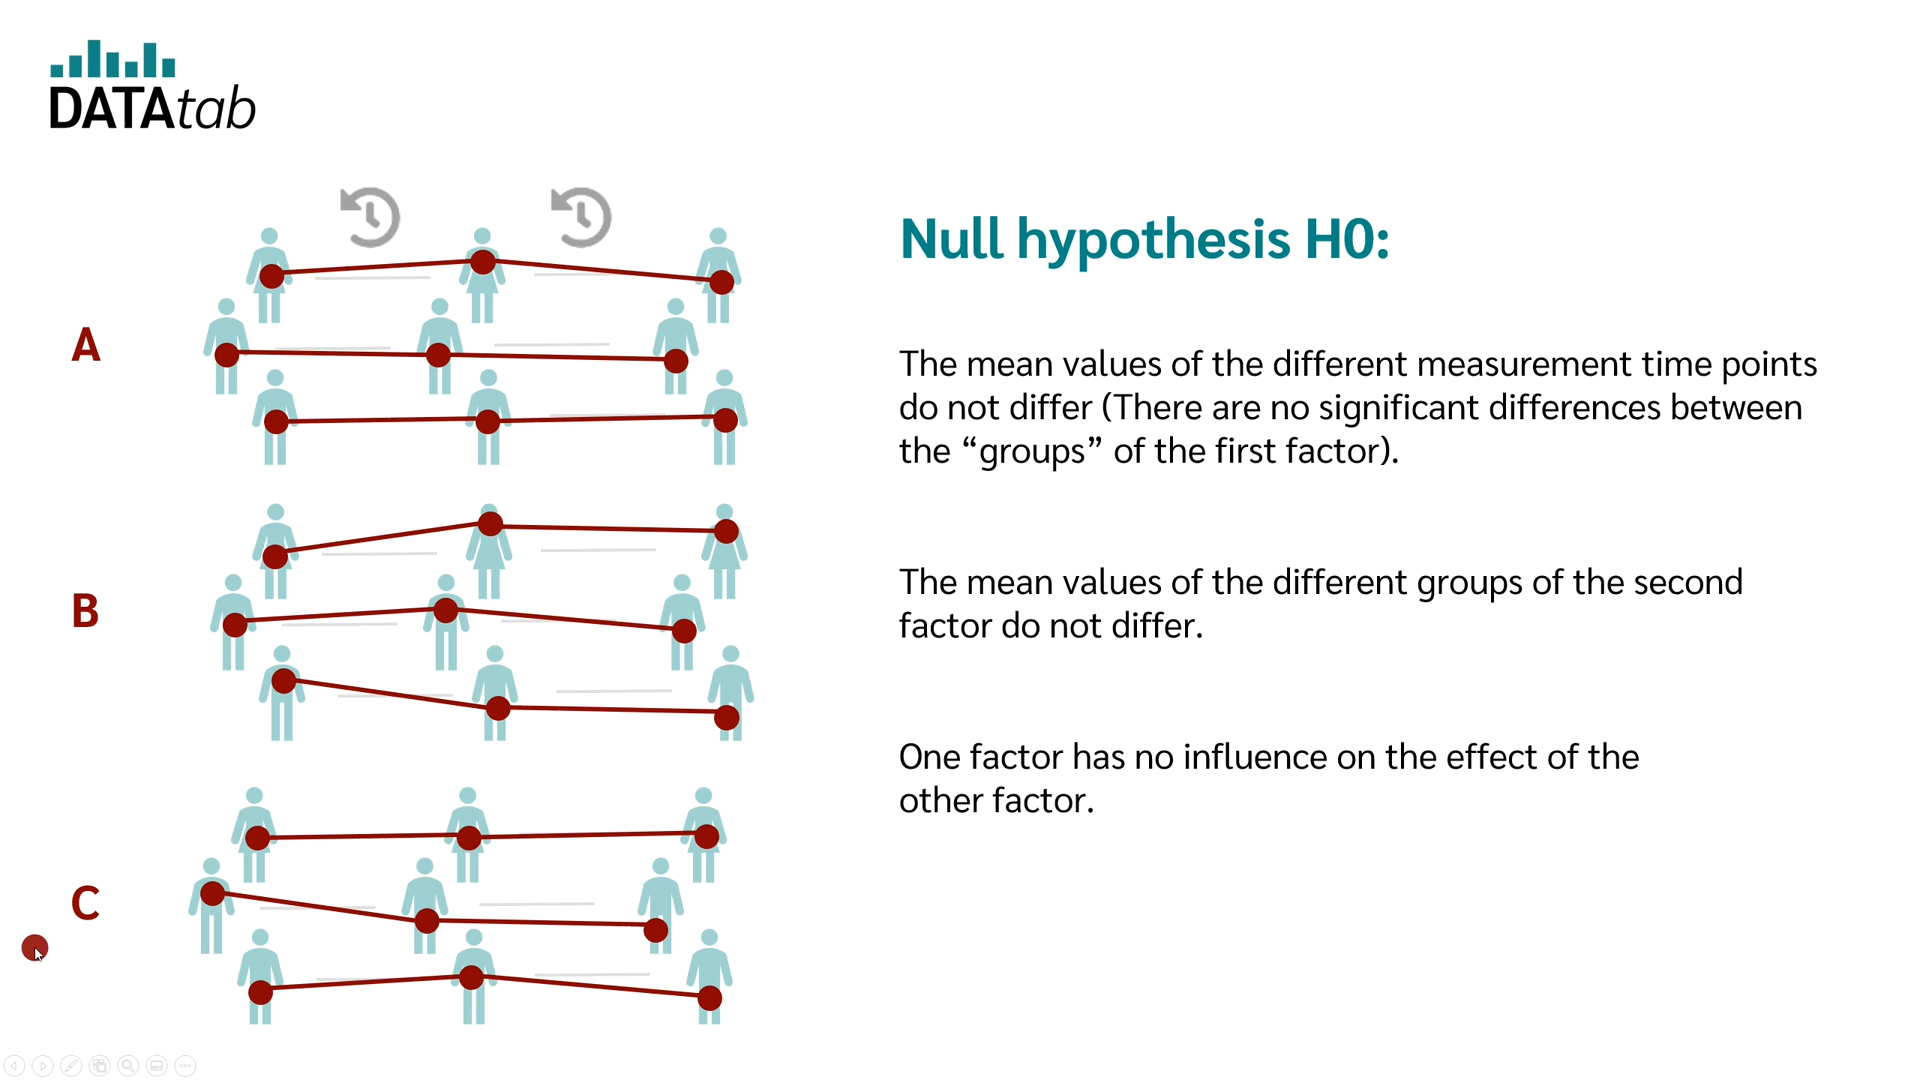 DATAtab
A
B
C
Null hypothesis H0:
The mean values of the different measurement time points
do not differ (There are no significant differences between
the “groups” of the first factor).
The mean values of the different groups of the second
factor do not differ.
One factor has no influence on the effect of the
other factor.